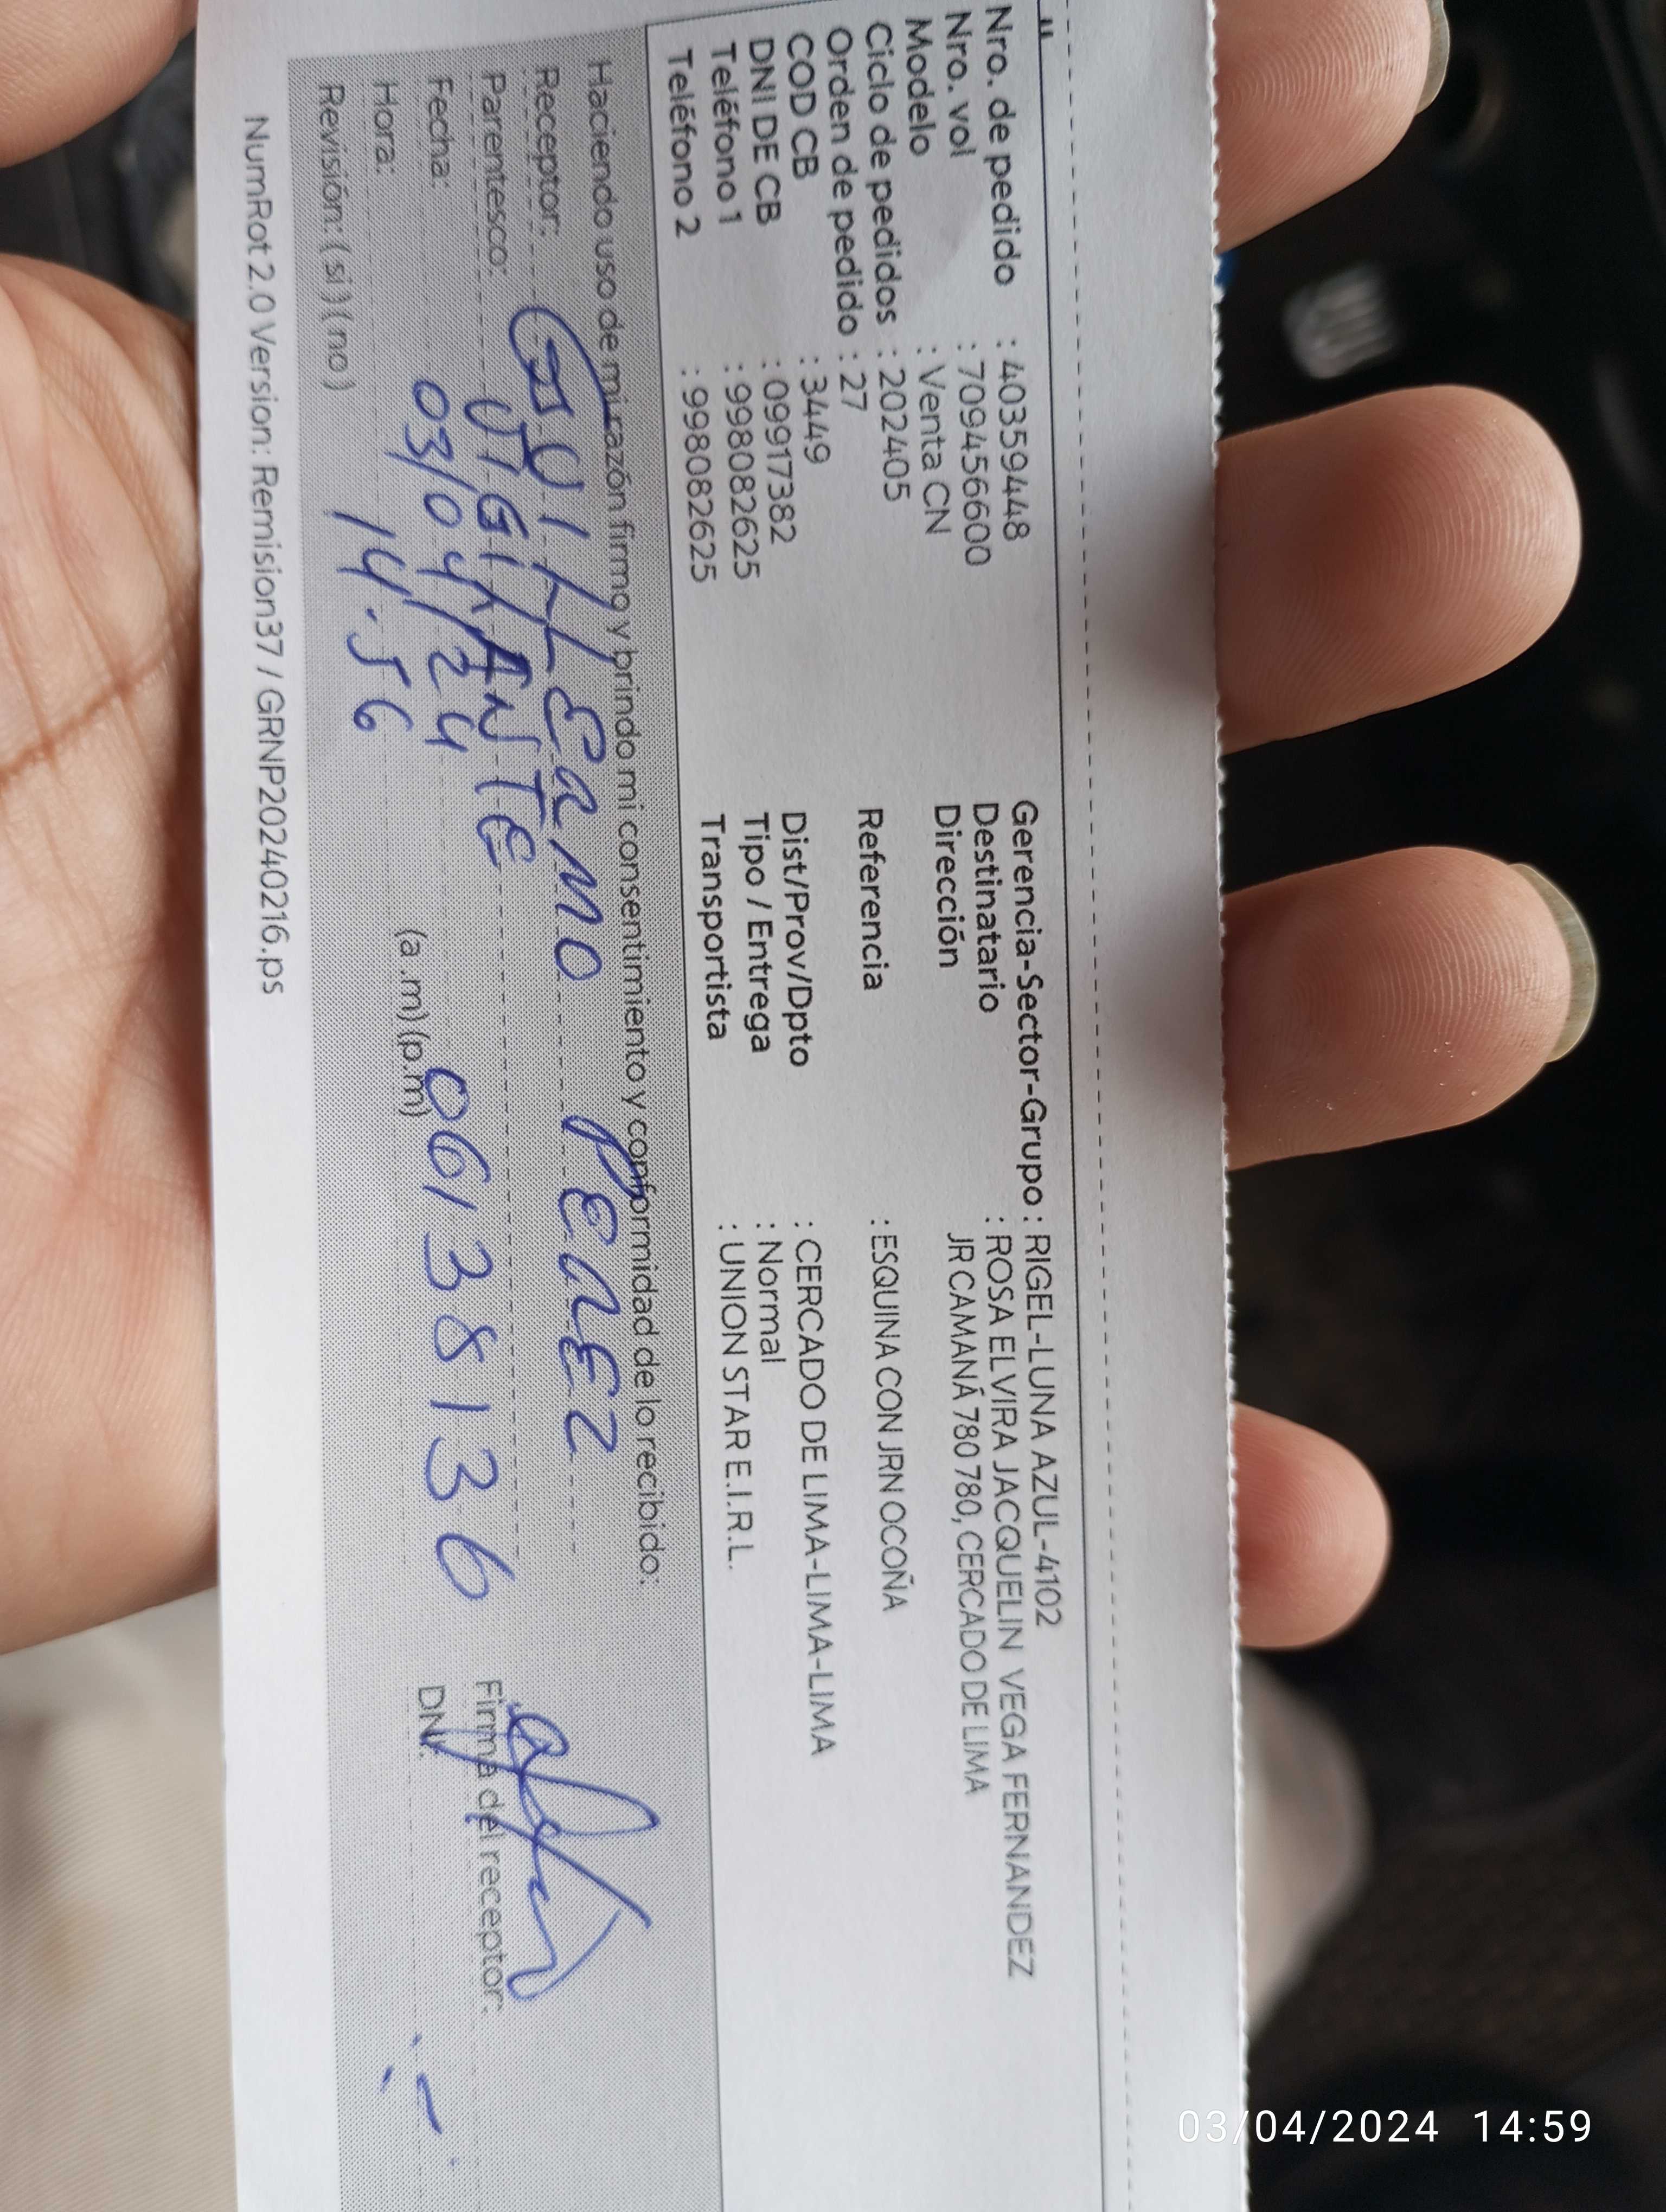 Nro. de pedido : 40359448
Nro. vol : 709456600
Modelo : Venta CN
Ciclo de pedidos : 202405
Orden de pedido : 27
COD CB : 3449
DNI DE CB : 09917382
Teléfono 1 : 998082625
Teléfono 2 : 998082625
Gerencia-Sector-Grupo : RIGEL-LUNA AZUL-4102
Destinatario : ROSA ELVIRA JACQUELIN VEGA FERNANDEZ
Dirección JR CAMANÁ 780 780, CERCADO DE LIMA
Referencia : ESQUINA CON JRN OCOÑA
Dist/Prov/Dpto : CERCADO DE LIMA-LIMA-LIMA
Tipo / Entrega : Normal
Transportista : UNION STAR E.I.R.L.
Haciendo uso de mi razón firmo y brindo mi consentimiento y conformidad de lo recibido:
Receptor: GUILLERMO PEREZ
Parentesco: VIGILANTE
Firma del receptor:
Fecha: 03/04/24 06138136 DNI:
Hora: 14.56 (a.m)(p.m)
Revisión: (si)(no)
NumRot 2.0 Version: Remision37 / GRNP20240216.ps
03/04/2024 14:59